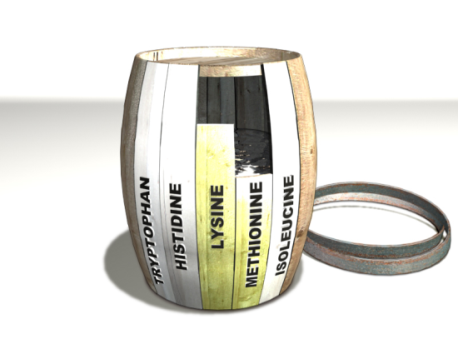 TRYPTOPHAN
HISTIDINE
LYSINE
METHIONINE
ISOLEUCINE